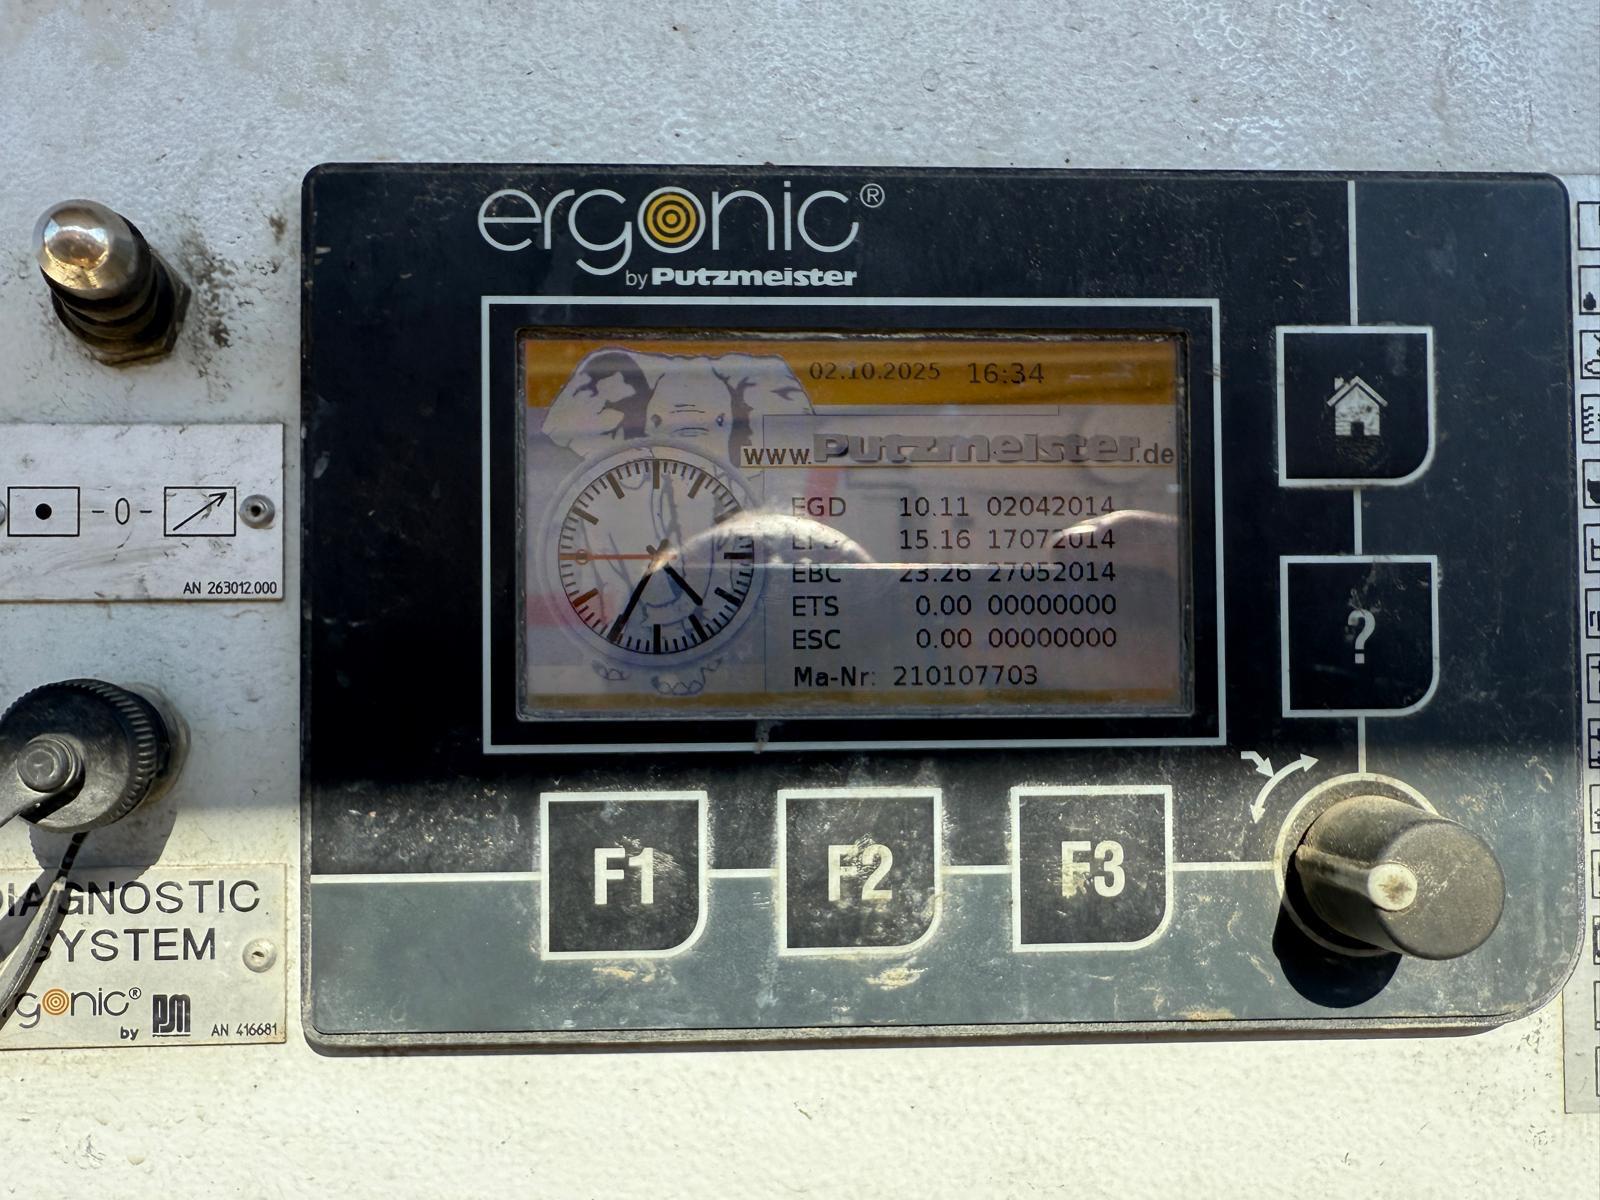 ergonic®
by Putzmeister
02.10.2025 16:34
www.Putzmeister.de
EGD 10.11 02042014
15.16 17072014
EBC 23.26 27052014
ETS 0.00 00000000
ESC 0.00 00000000
Ma-Nr: 210107703
?
F1 F2 F3
-0-
AN 263012.000
DIAGNOSTIC
SYSTEM
ergonic®
by PM AN 416681